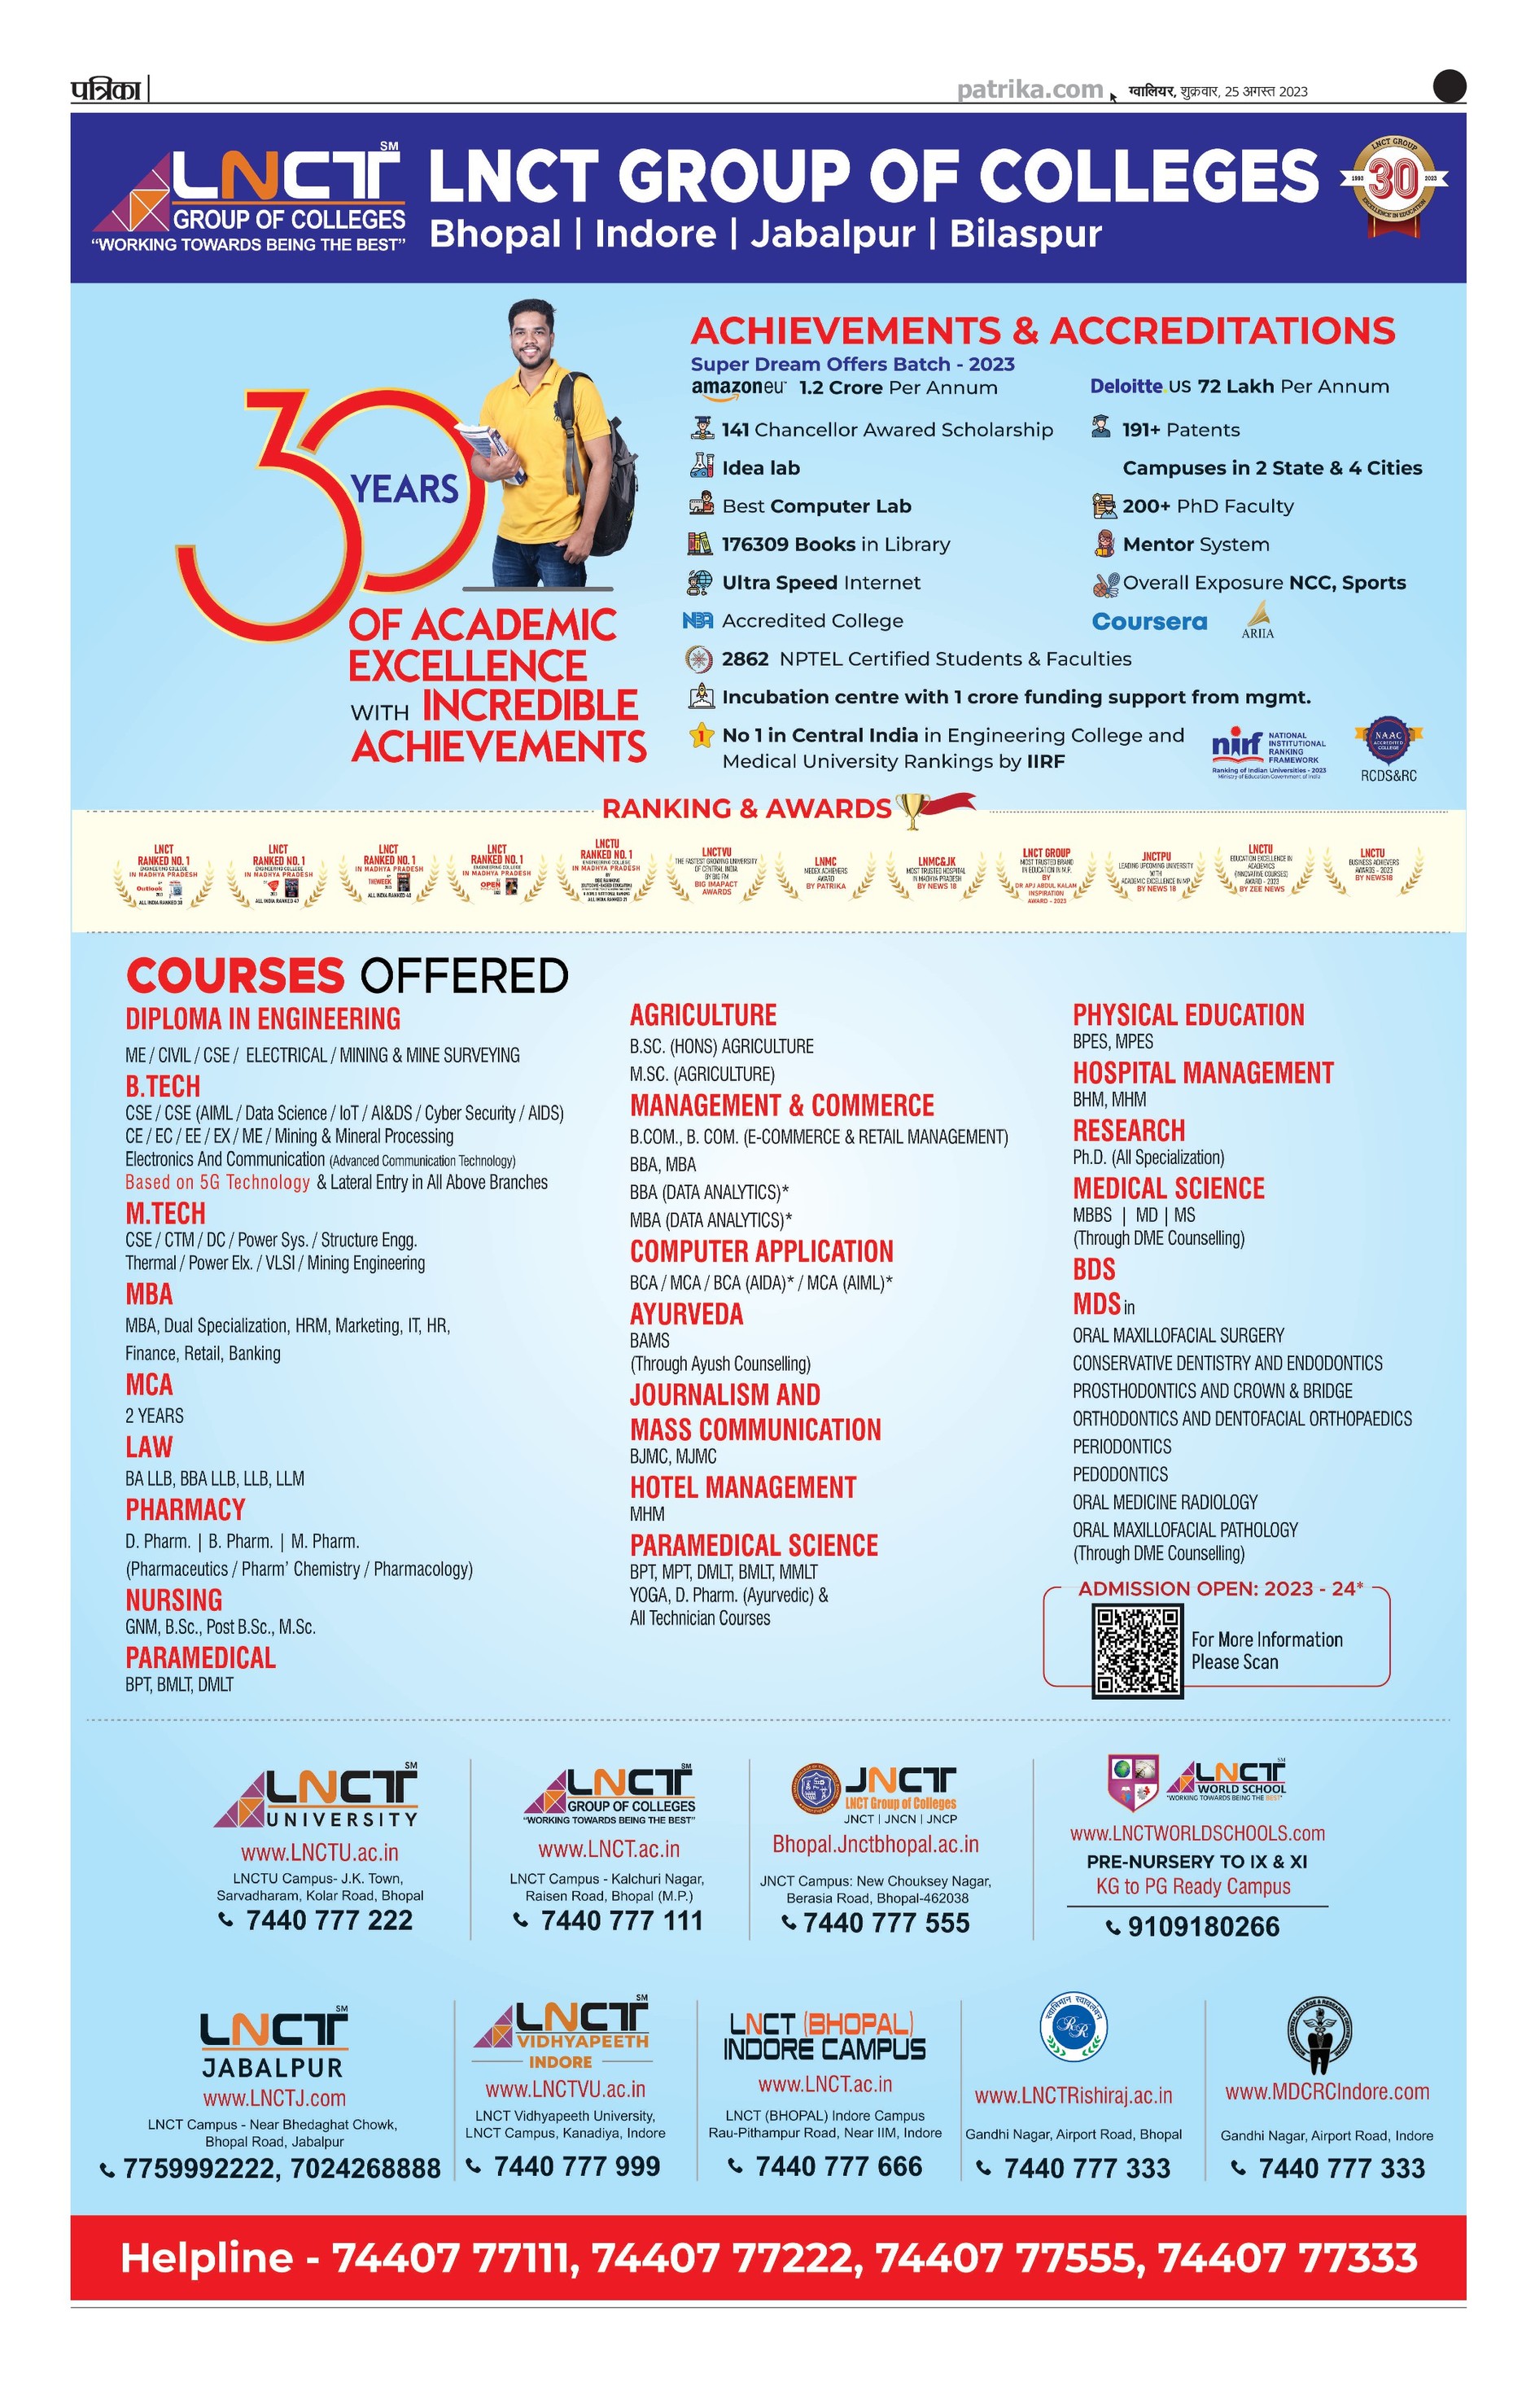 पत्रिका
patrika.com ग्वालियर, शुक्रवार, 25 अगस्त 2023
LNCT SM
GROUP OF COLLEGES
“WORKING TOWARDS BEING THE BEST”
LNCT GROUP OF COLLEGES
Bhopal | Indore | Jabalpur | Bilaspur
LNCT GROUP
1993 30 2023
EXCELLENCE IN EDUCATION
30 YEARS
OF ACADEMIC
EXCELLENCE
WITH INCREDIBLE
ACHIEVEMENTS
ACHIEVEMENTS & ACCREDITATIONS
Super Dream Offers Batch - 2023
amazoneu 1.2 Crore Per Annum
Deloitte.US 72 Lakh Per Annum
141 Chancellor Awared Scholarship
191+ Patents
Idea lab
Campuses in 2 State & 4 Cities
Best Computer Lab
200+ PhD Faculty
176309 Books in Library
Mentor System
Ultra Speed Internet
Overall Exposure NCC, Sports
NBA Accredited College
Coursera
ARIIA
2862 NPTEL Certified Students & Faculties
Incubation centre with 1 crore funding support from mgmt.
1 No 1 in Central India in Engineering College and
Medical University Rankings by IIRF
nirf NATIONAL
INSTITUTIONAL
RANKING
FRAMEWORK
Ranking of Indian Universities - 2023
Ministry of Education Government of India
NAAC
ACCREDITED
COLLEGE
RCDS&RC
RANKING & AWARDS
LNCT
RANKED NO. 1
ENGINEERING COLLEGE
IN MADHYA PRADESH
Outlook
ALL INDIA RANKED
LNCT
RANKED NO. 1
ENGINEERING COLLEGE
IN MADHYA PRADESH
ALL INDIA RANKED
LNCT
RANKED NO. 1
ENGINEERING COLLEGE
IN MADHYA PRADESH
THE WEEK
ALL INDIA RANKED
LNCT
RANKED NO. 1
ENGINEERING COLLEGE
IN MADHYA PRADESH
OPEN
LNCTU
RANKED NO. 1
ENGINEERING COLLEGE
IN MADHYA PRADESH
BY
ALL INDIA RANKED 21
LNCTVU
THE FASTEST GROWING UNIVERSITY
OF CENTRAL INDIA
BY BIG FM
BIG IMAPACT
AWARDS
LNMC
MEDEX ACHIEVERS
AWARD
BY PATRIKA
LNMC&JK
MOST TRUSTED HOSPITAL
IN MADHYA PRADESH
BY NEWS 18
LNCT GROUP
MOST TRUSTED BRAND
IN EDUCATION IN M.P.
BY
DR APJ ABDUL KALAM
INSPIRATION
AWARD - 2023
JNCTPU
LEADING UPCOMING UNIVERSITY
WITH
ACADEMIC EXCELLENCE IN MP
BY NEWS 18
LNCTU
EDUCATION EXCELLENCE IN
ACADEMICS
(INNOVATIVE COURSES)
AWARD - 2023
BY ZEE NEWS
LNCTU
BUSINESS ACHIEVERS
AWARDS - 2023
BY NEWS18
COURSES OFFERED
DIPLOMA IN ENGINEERING
ME / CIVIL / CSE / ELECTRICAL / MINING & MINE SURVEYING
B.TECH
CSE / CSE (AIML / Data Science / IoT / AI&DS / Cyber Security / AIDS)
CE / EC / EE / EX / ME / Mining & Mineral Processing
Electronics And Communication (Advanced Communication Technology)
Based on 5G Technology & Lateral Entry in All Above Branches
M.TECH
CSE / CTM / DC / Power Sys. / Structure Engg.
Thermal / Power Elx. / VLSI / Mining Engineering
MBA
MBA, Dual Specialization, HRM, Marketing, IT, HR,
Finance, Retail, Banking
MCA
2 YEARS
LAW
BA LLB, BBA LLB, LLB, LLM
PHARMACY
D. Pharm. | B. Pharm. | M. Pharm.
(Pharmaceutics / Pharm’ Chemistry / Pharmacology)
NURSING
GNM, B.Sc., Post B.Sc., M.Sc.
PARAMEDICAL
BPT, BMLT, DMLT
AGRICULTURE
B.SC. (HONS) AGRICULTURE
M.SC. (AGRICULTURE)
MANAGEMENT & COMMERCE
B.COM., B. COM. (E-COMMERCE & RETAIL MANAGEMENT)
BBA, MBA
BBA (DATA ANALYTICS)*
MBA (DATA ANALYTICS)*
COMPUTER APPLICATION
BCA / MCA / BCA (AIDA)* / MCA (AIML)*
AYURVEDA
BAMS
(Through Ayush Counselling)
JOURNALISM AND
MASS COMMUNICATION
BJMC, MJMC
HOTEL MANAGEMENT
MHM
PARAMEDICAL SCIENCE
BPT, MPT, DMLT, BMLT, MMLT
YOGA, D. Pharm. (Ayurvedic) &
All Technician Courses
PHYSICAL EDUCATION
BPES, MPES
HOSPITAL MANAGEMENT
BHM, MHM
RESEARCH
Ph.D. (All Specialization)
MEDICAL SCIENCE
MBBS | MD | MS
(Through DME Counselling)
BDS
MDS in
ORAL MAXILLOFACIAL SURGERY
CONSERVATIVE DENTISTRY AND ENDODONTICS
PROSTHODONTICS AND CROWN & BRIDGE
ORTHODONTICS AND DENTOFACIAL ORTHOPAEDICS
PERIODONTICS
PEDODONTICS
ORAL MEDICINE RADIOLOGY
ORAL MAXILLOFACIAL PATHOLOGY
(Through DME Counselling)
ADMISSION OPEN: 2023 - 24*
For More Information
Please Scan
LNCT SM
UNIVERSITY
www.LNCTU.ac.in
LNCTU Campus- J.K. Town,
Sarvadharam, Kolar Road, Bhopal
7440 777 222
LNCT SM
GROUP OF COLLEGES
“WORKING TOWARDS BEING THE BEST”
www.LNCT.ac.in
LNCT Campus - Kalchuri Nagar,
Raisen Road, Bhopal (M.P.)
7440 777 111
JNCT
LNCT Group of Colleges
JNCT | JNCN | JNCP
Bhopal.Jnctbhopal.ac.in
JNCT Campus: New Chouksey Nagar,
Berasia Road, Bhopal-462038
7440 777 555
LNCT SM
WORLD SCHOOL
“WORKING TOWARDS BEING THE BEST”
www.LNCTWORLDSCHOOLS.com
PRE-NURSERY TO IX & XI
KG to PG Ready Campus
9109180266
LNCT SM
JABALPUR
www.LNCTJ.com
LNCT Campus - Near Bhedaghat Chowk,
Bhopal Road, Jabalpur
7759992222, 7024268888
LNCT SM
VIDHYAPEETH
INDORE
www.LNCTVU.ac.in
LNCT Vidhyapeeth University,
LNCT Campus, Kanadiya, Indore
7440 777 999
LNCT (BHOPAL)
INDORE CAMPUS
www.LNCT.ac.in
LNCT (BHOPAL) Indore Campus
Rau-Pithampur Road, Near IIM, Indore
7440 777 666
स्वाभिमान स्वावलंबन
RR
www.LNCTRishiraj.ac.in
Gandhi Nagar, Airport Road, Bhopal
7440 777 333
www.MDCRCIndore.com
Gandhi Nagar, Airport Road, Indore
7440 777 333
Helpline - 74407 77111, 74407 77222, 74407 77555, 74407 77333